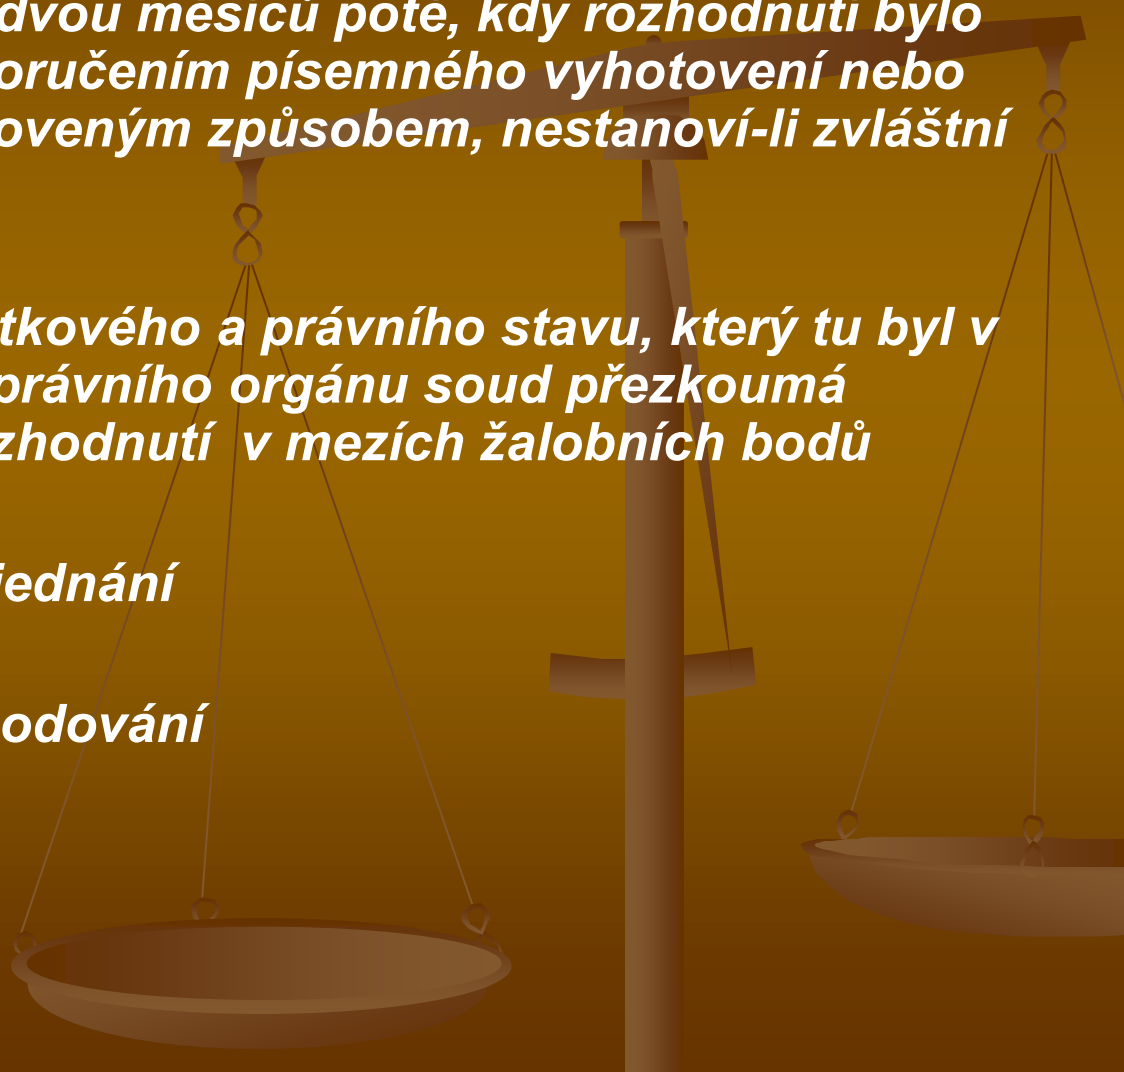 dvou měsíců poté, kdy rozhodnutí bylo
oručením písemného vyhotovení nebo
oveným způsobem, nestanoví-li zvláštní
tkového a právního stavu, který tu byl v
právního orgánu soud přezkoumá
zhodnutí v mezích žalobních bodů
jednání
odování